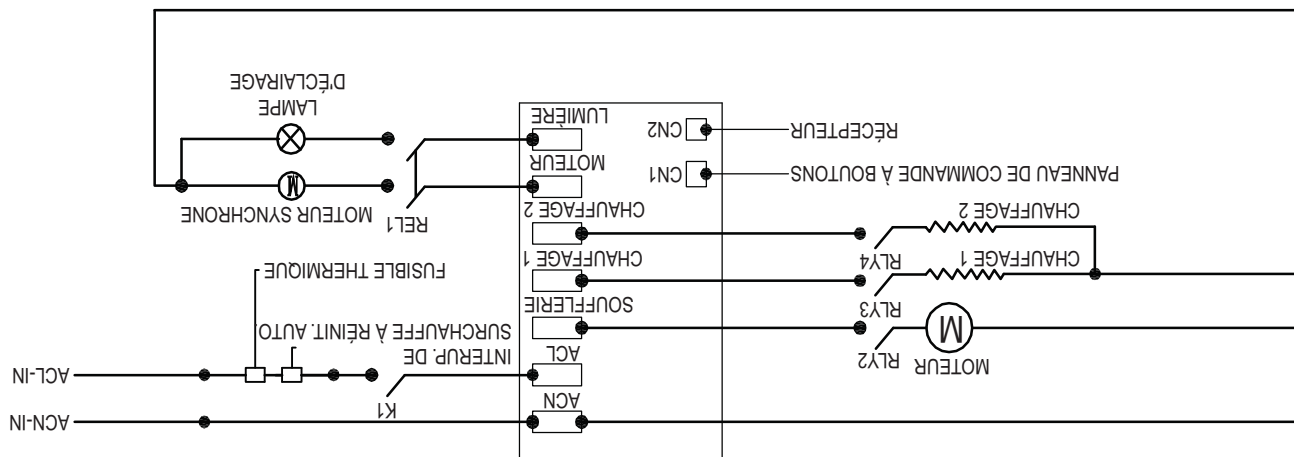 ACN-IN
ACL-IN
K1
INTERUP. DE
SURCHAUFFE À RÉINIT. AUTO.
FUSIBLE THERMIQUE
ACN
ACL
SOUFFLERIE
CHAUFFAGE 1
CHAUFFAGE 2
MOTEUR
LUMIÈRE
MOTEUR
M
RLY2
RLY3
CHAUFFAGE 1
RLY4
CHAUFFAGE 2
PANNEAU DE COMMANDE À BOUTONS
CN1
RÉCEPTEUR
CN2
REL1
MOTEUR SYNCHRONE
M
LAMPE
D'ÉCLAIRAGE